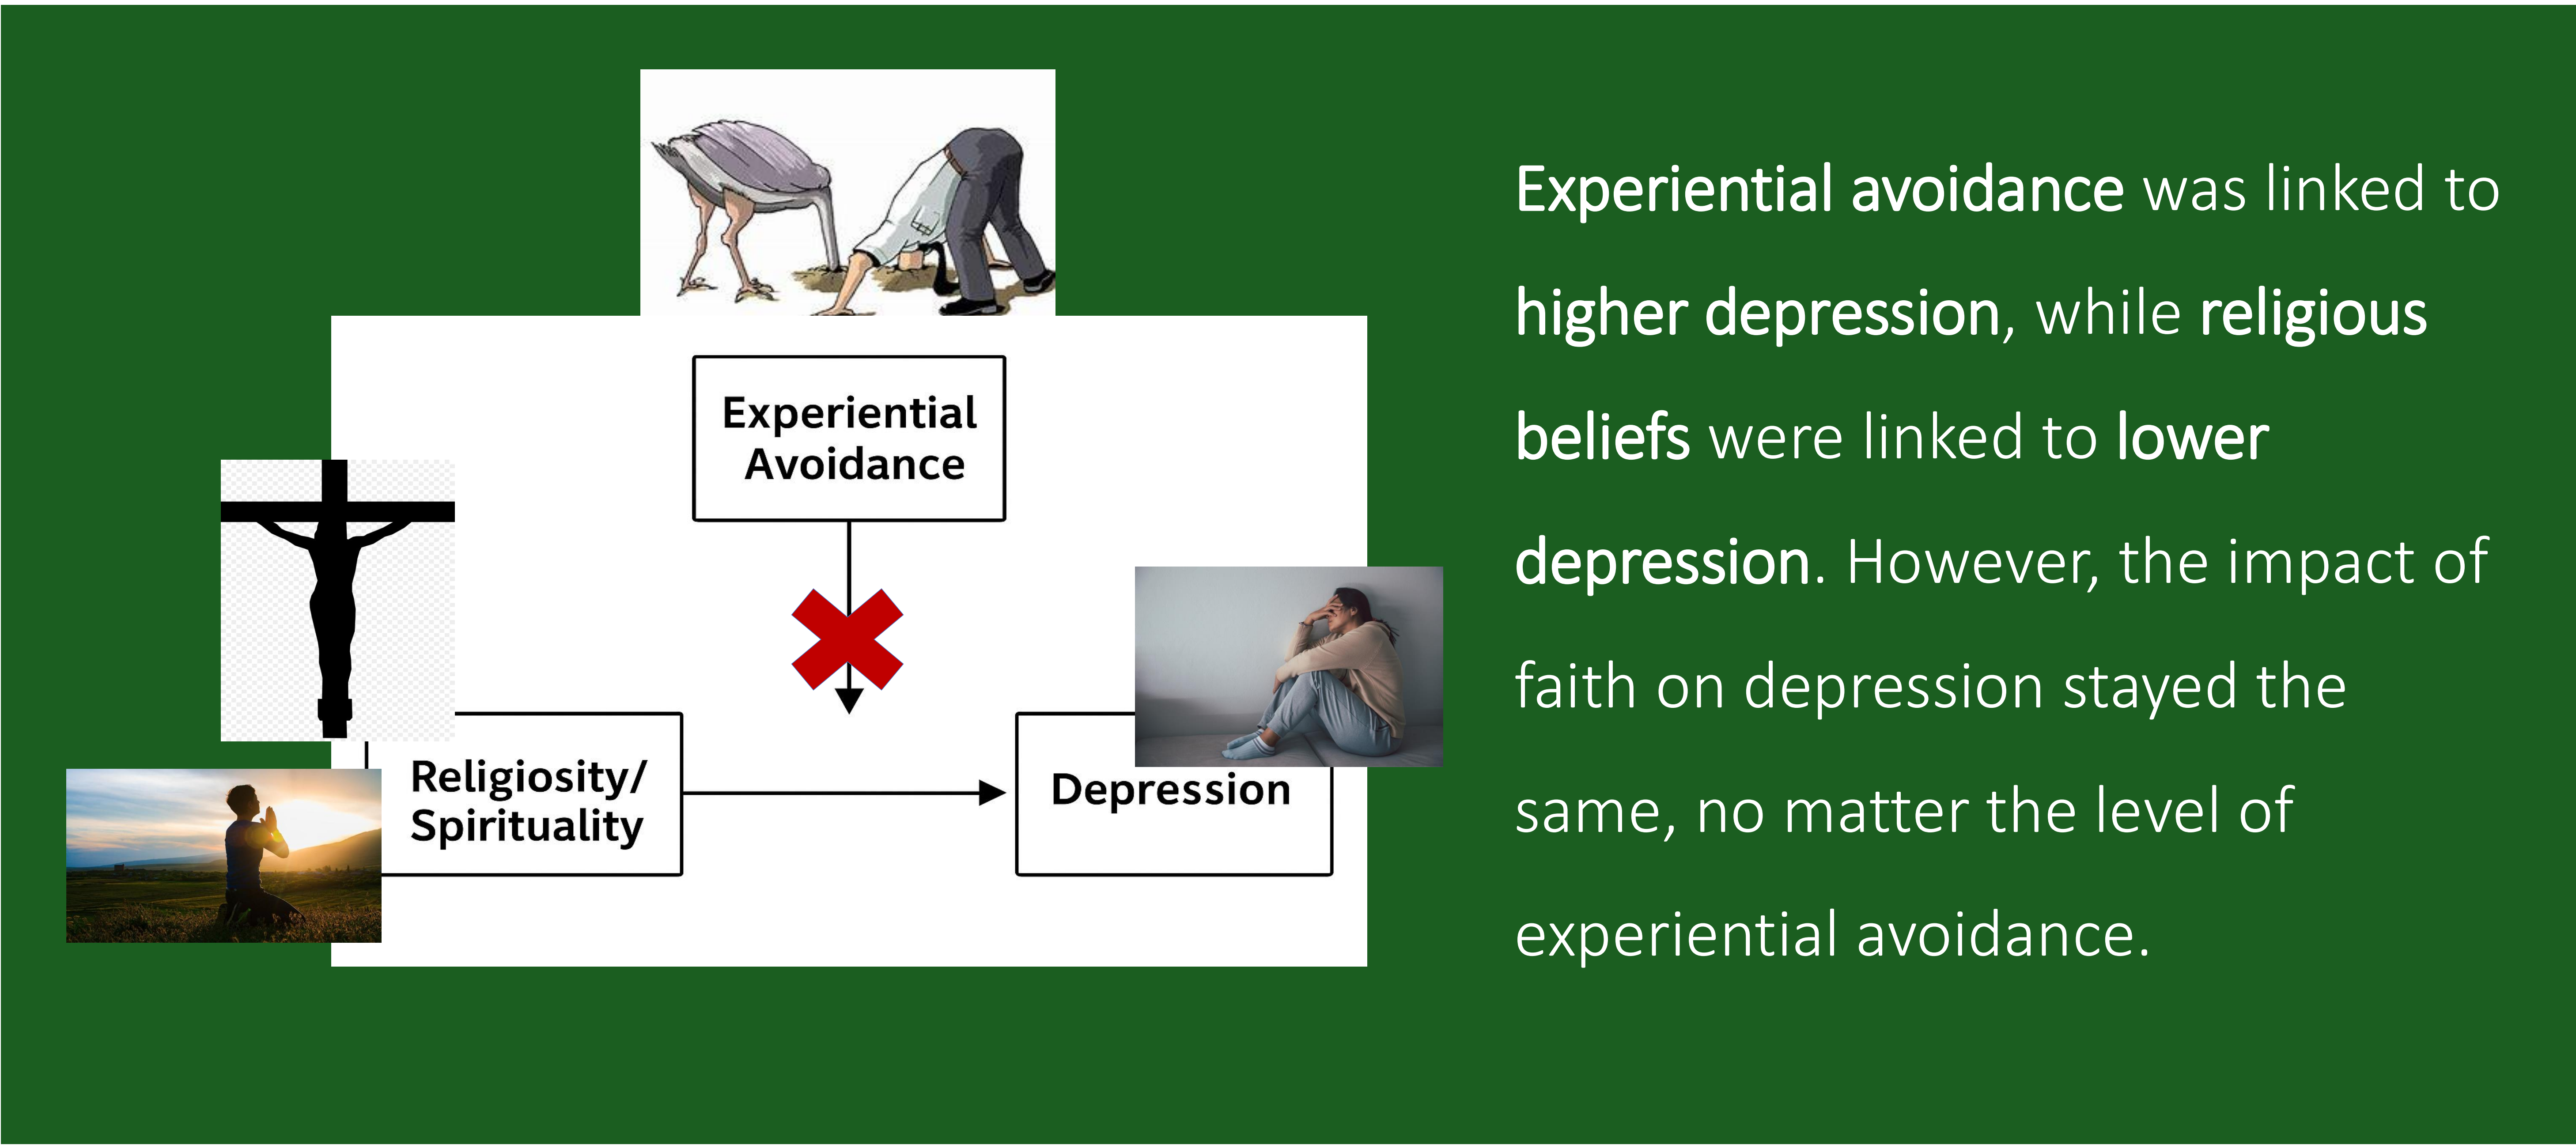 Experiential
Avoidance
Religiosity/
Spirituality
Depression
Experiential avoidance was linked to
higher depression, while religious
beliefs were linked to lower
depression. However, the impact of
faith on depression stayed the
same, no matter the level of
experiential avoidance.